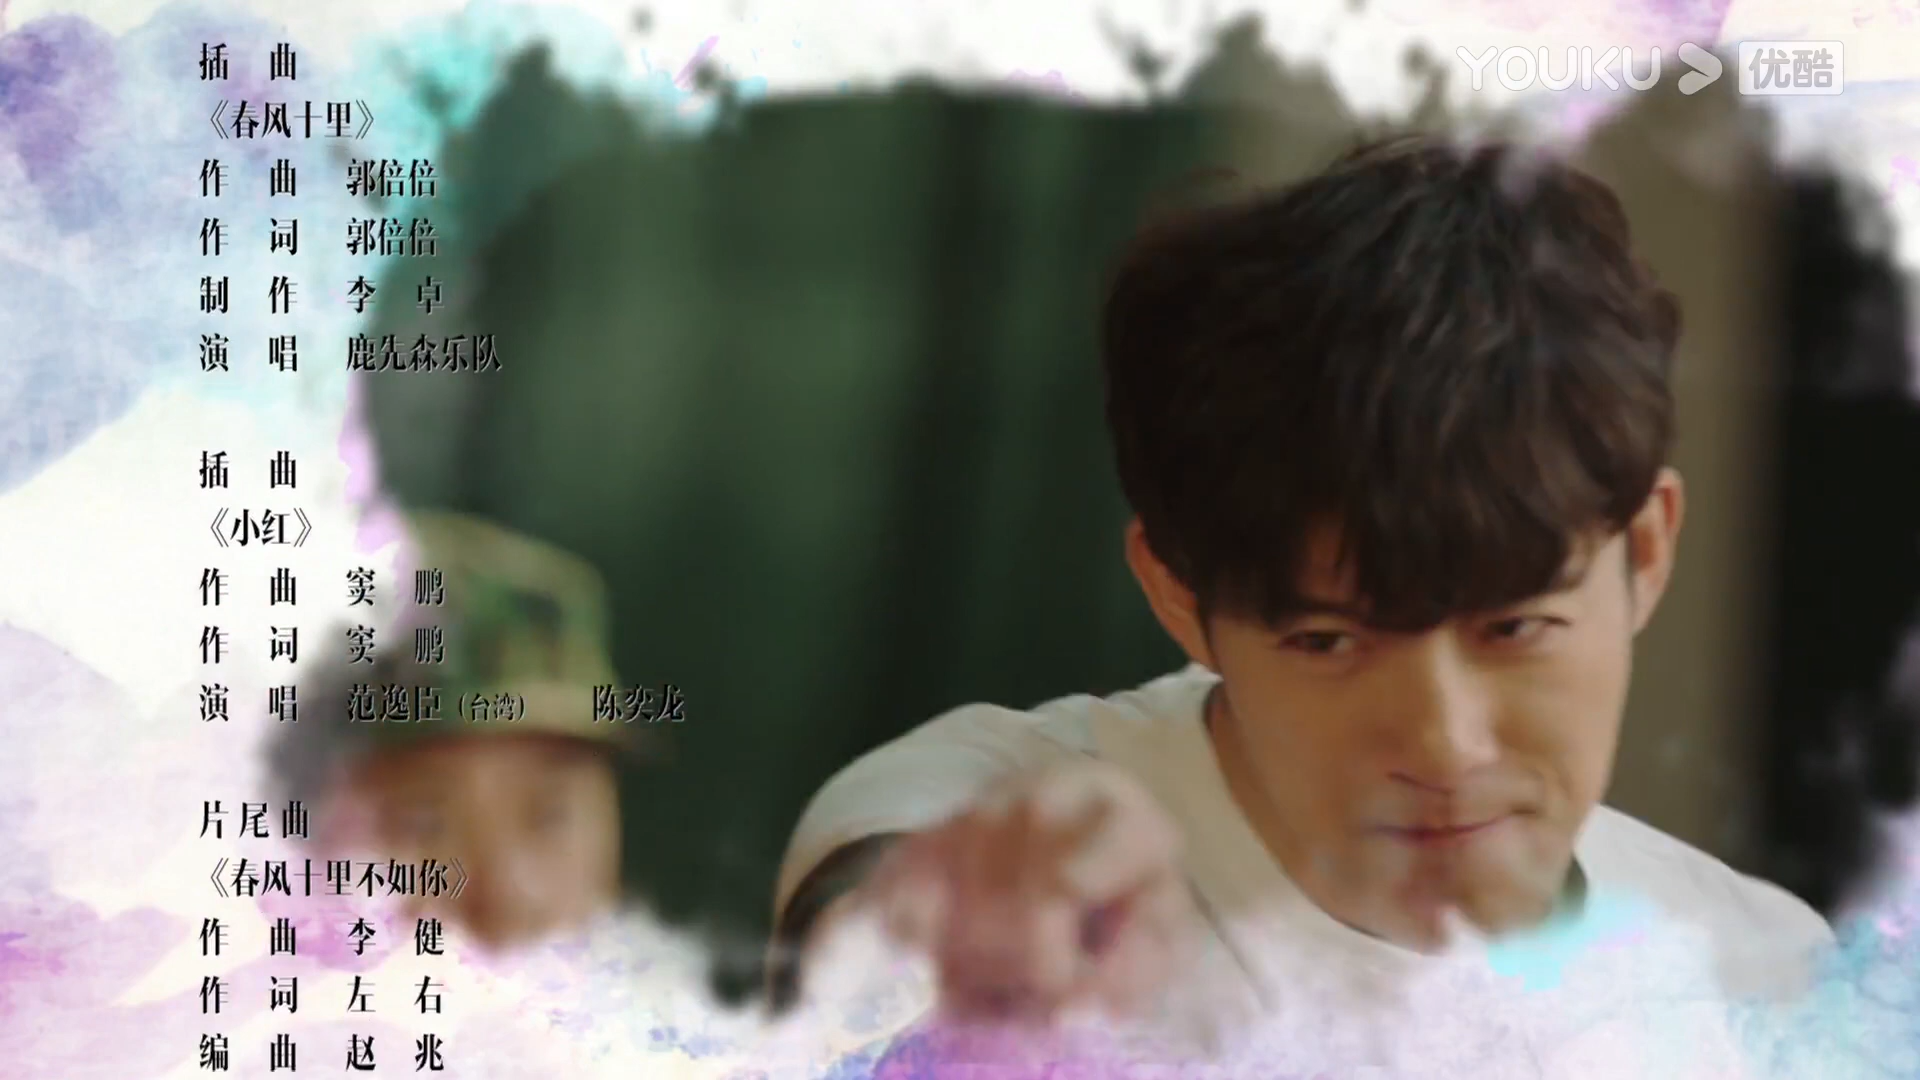 YOUKU 优酷
插 曲
《春风十里》
作 曲 郭倍倍
作 词 郭倍倍
制 作 李 卓
演 唱 鹿先森乐队
插 曲
《小红》
作 曲 窦 鹏
作 词 窦 鹏
演 唱 范逸臣（台湾） 陈奕龙
片尾曲
《春风十里不如你》
作 曲 李 健
作 词 左 右
编 曲 赵 兆